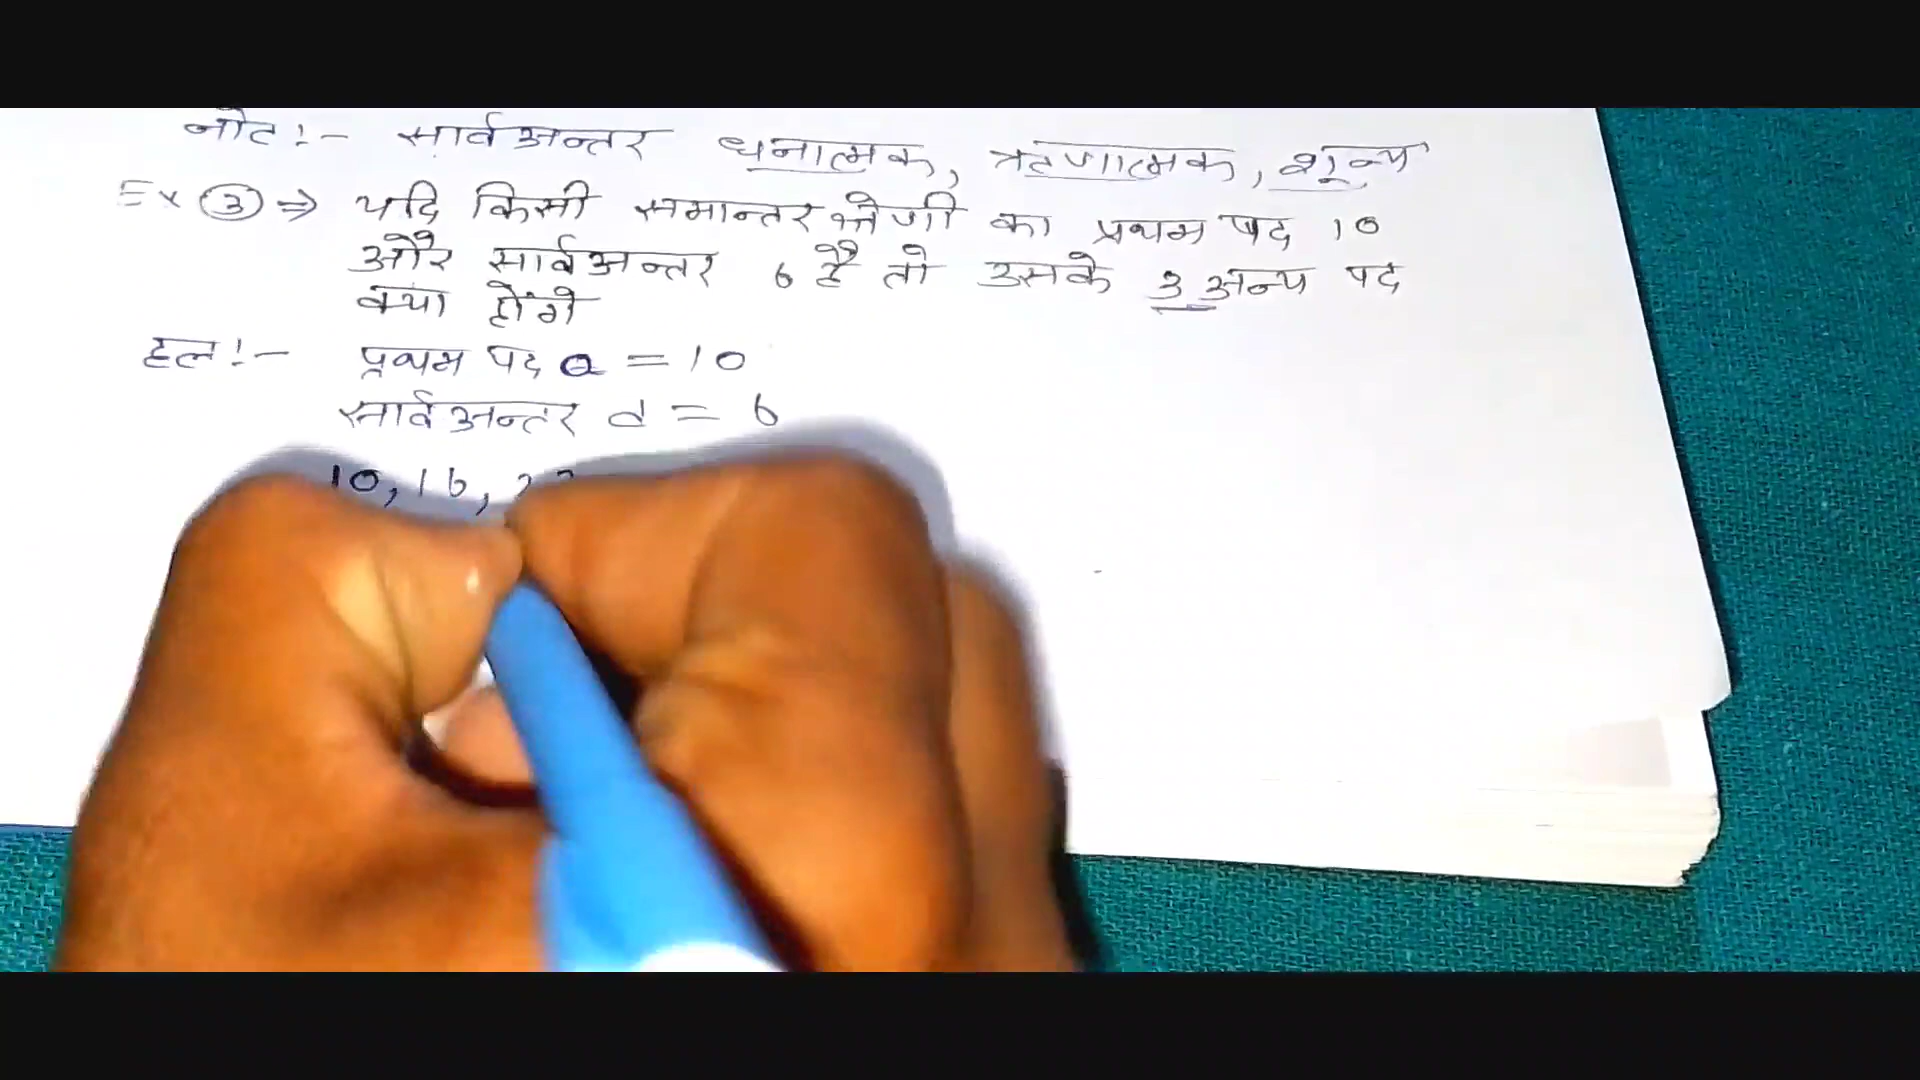 नोट:- सार्वअन्तर धनात्मक, ऋणात्मक, शून्य
Ex ③ ⇒ यदि किसी समान्तर श्रेणी का प्रथम पद 10
और सार्वअन्तर 6 है तो उसके 3 अन्य पद
क्या होंगे
हल:- प्रथम पद a = 10
सार्वअन्तर d = 6
10, 16, 22